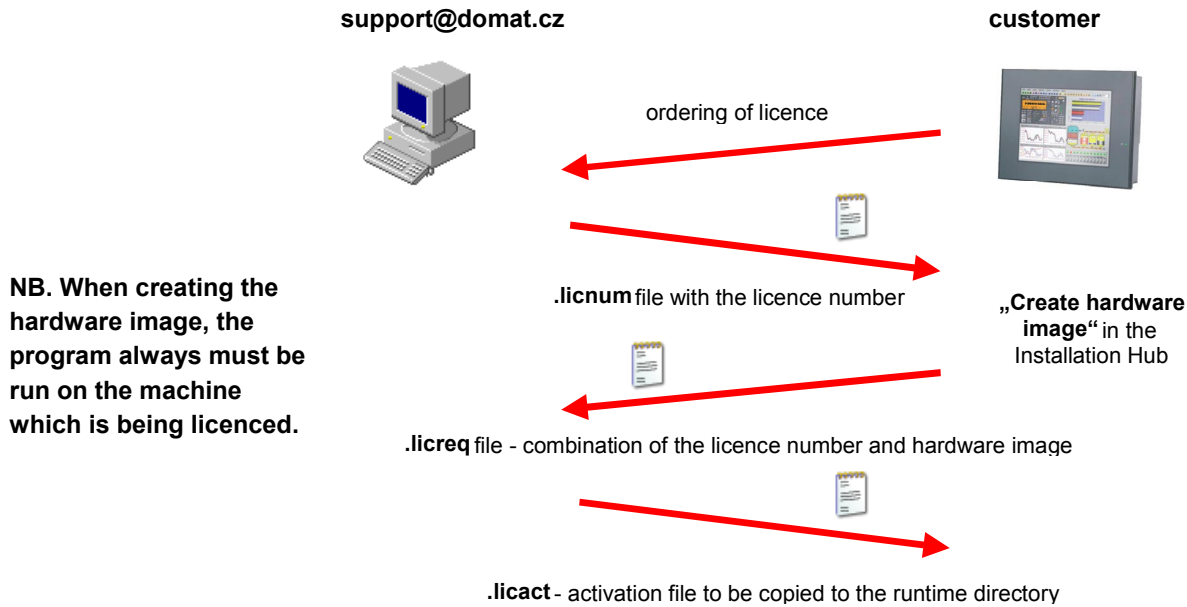 support@domat.cz
customer
ordering of licence
.licnum file with the licence number
NB. When creating the
hardware image, the
program always must be
run on the machine
which is being licenced.
„Create hardware
image“ in the
Installation Hub
.licreq file - combination of the licence number and hardware image
.licact - activation file to be copied to the runtime directory